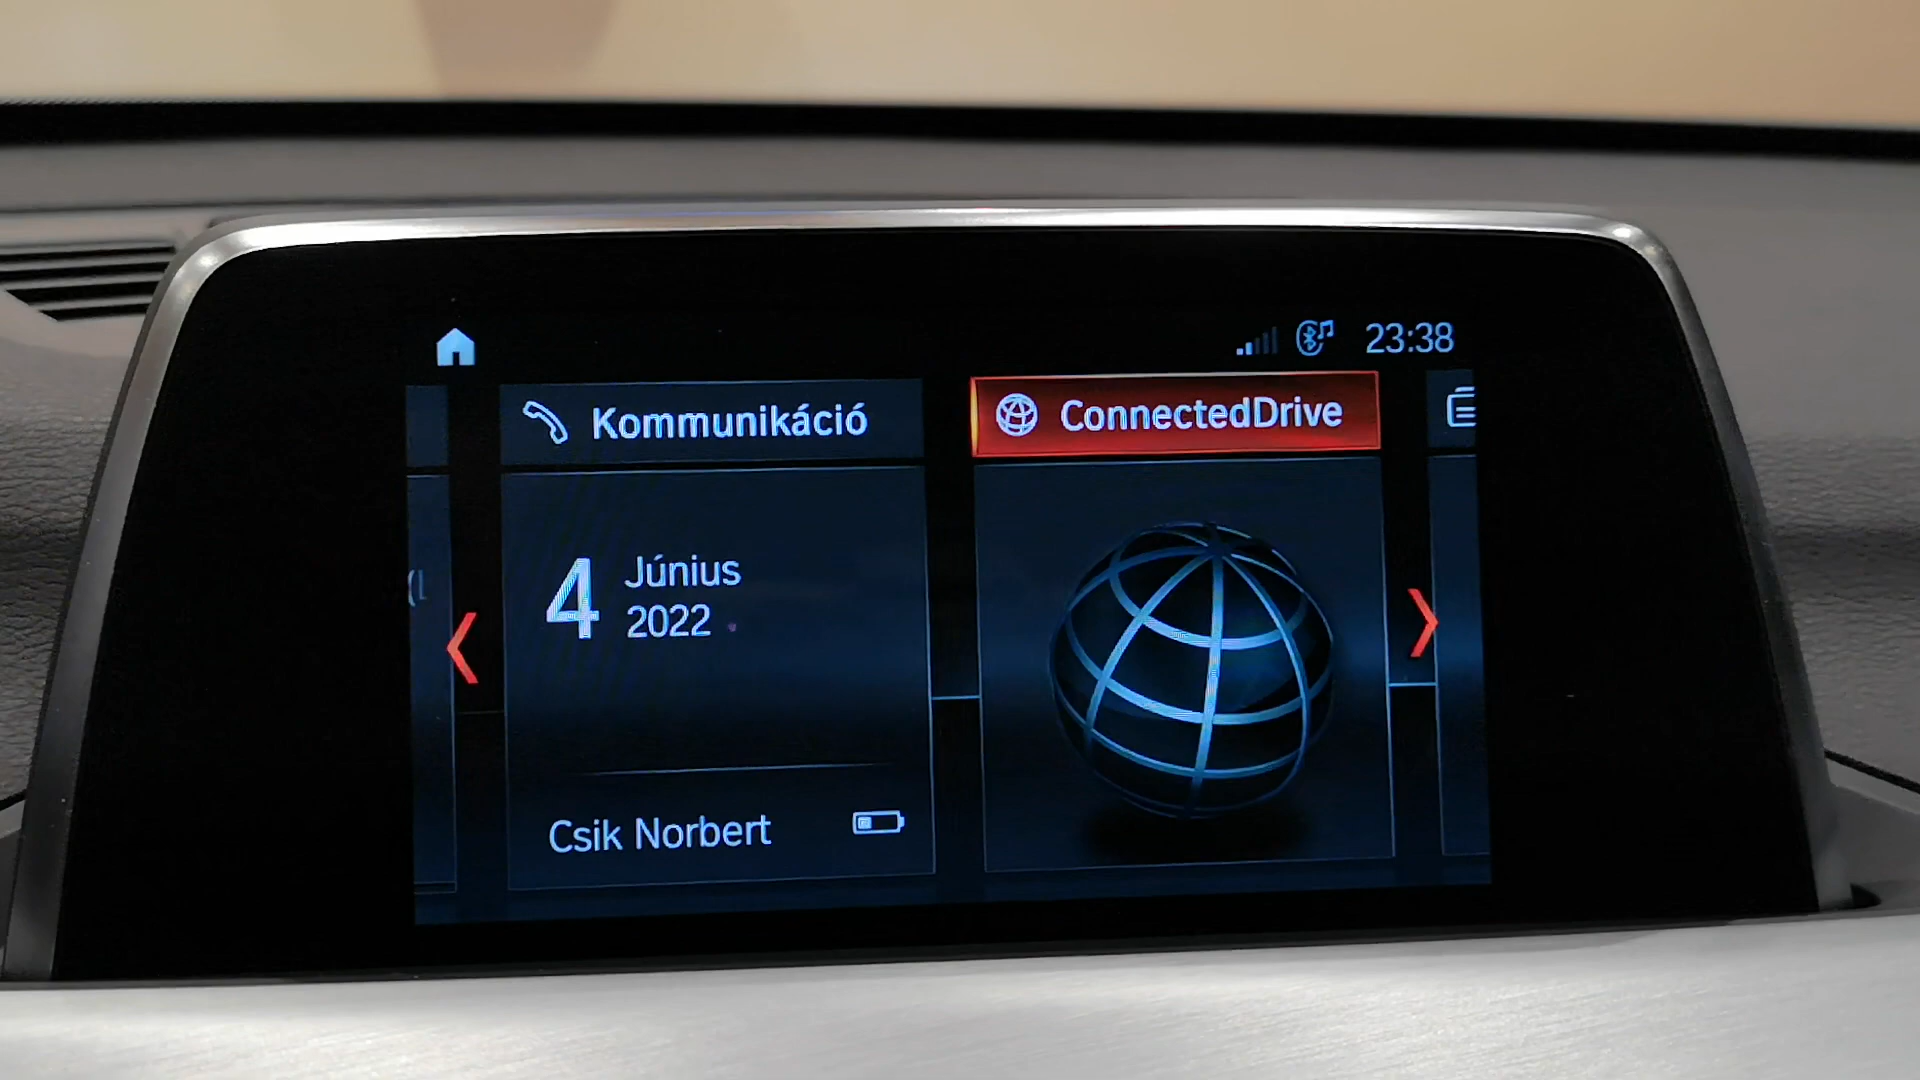 23:38
Kommunikáció
ConnectedDrive
4
Június
2022
Csik Norbert